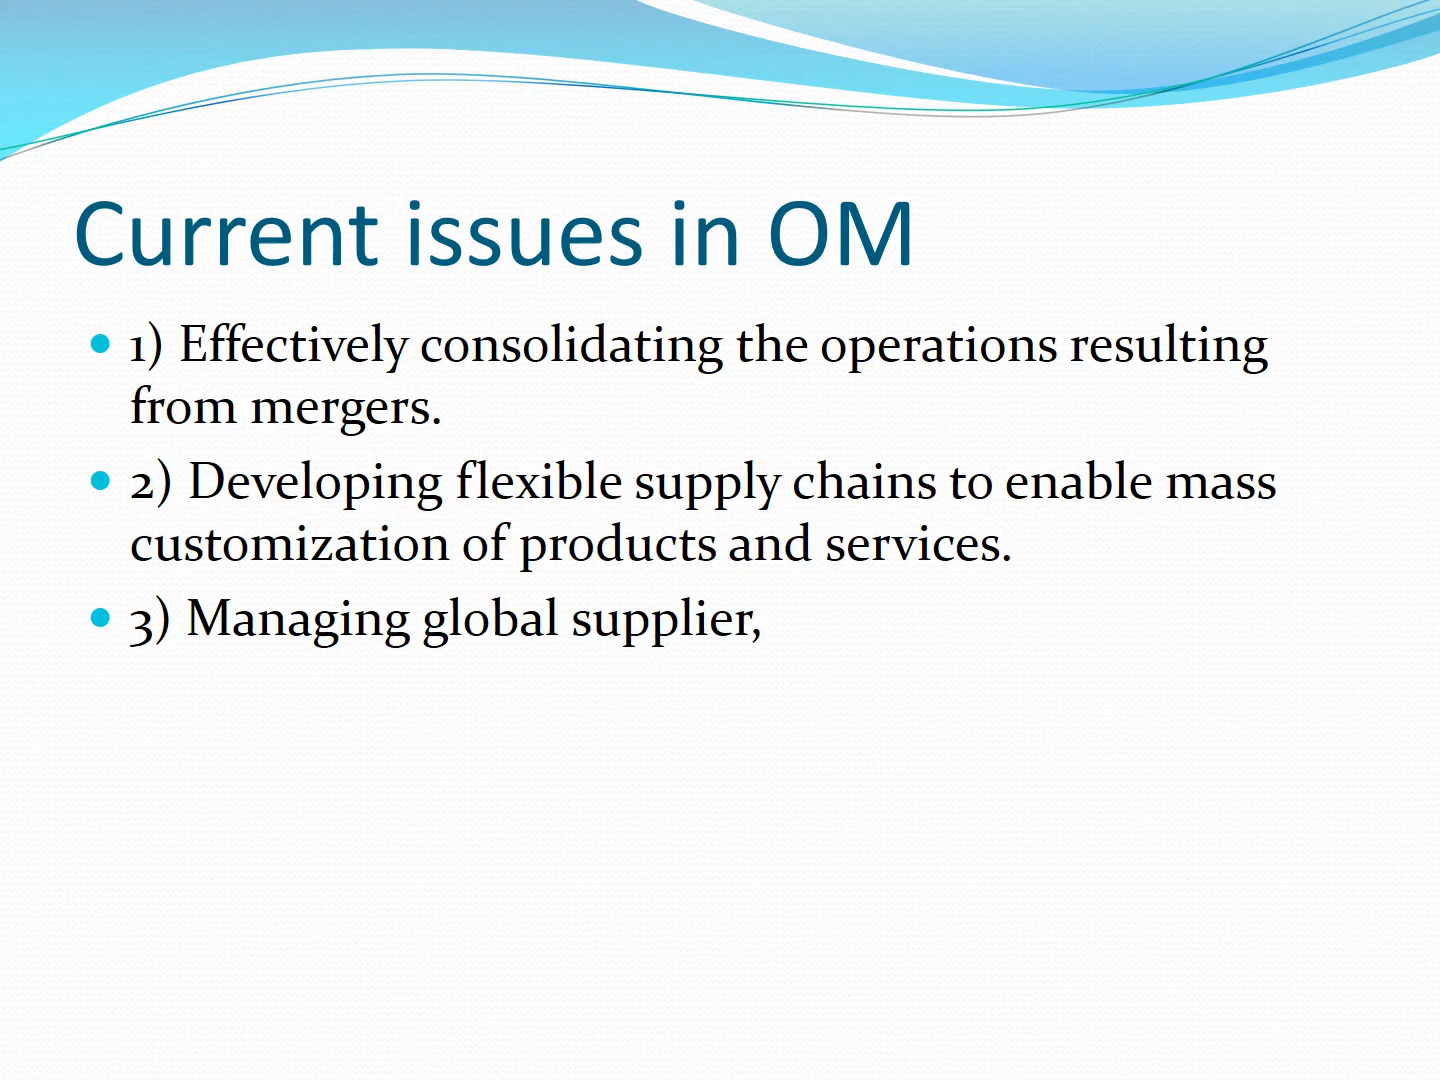 Current issues in OM
1) Effectively consolidating the operations resulting
from mergers.
2) Developing flexible supply chains to enable mass
customization of products and services.
3) Managing global supplier,